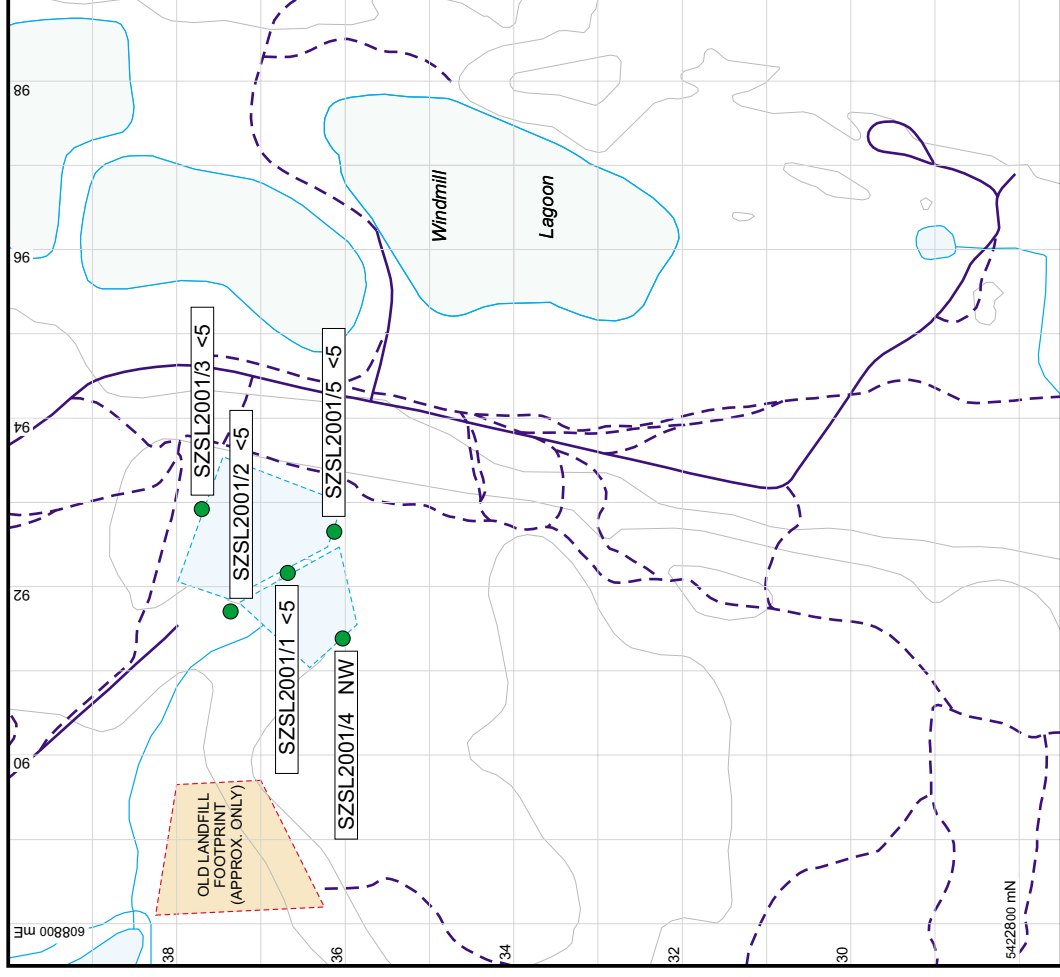 98
96
94
92
90
608800 mE
Windmill
Lagoon
SZSL2001/3 <5
SZSL2001/2 <5
SZSL2001/5 <5
SZSL2001/1 <5
SZSL2001/4 NW
OLD LANDFILL
FOOTPRINT
(APPROX. ONLY)
38
36
34
32
30
5422800 mN